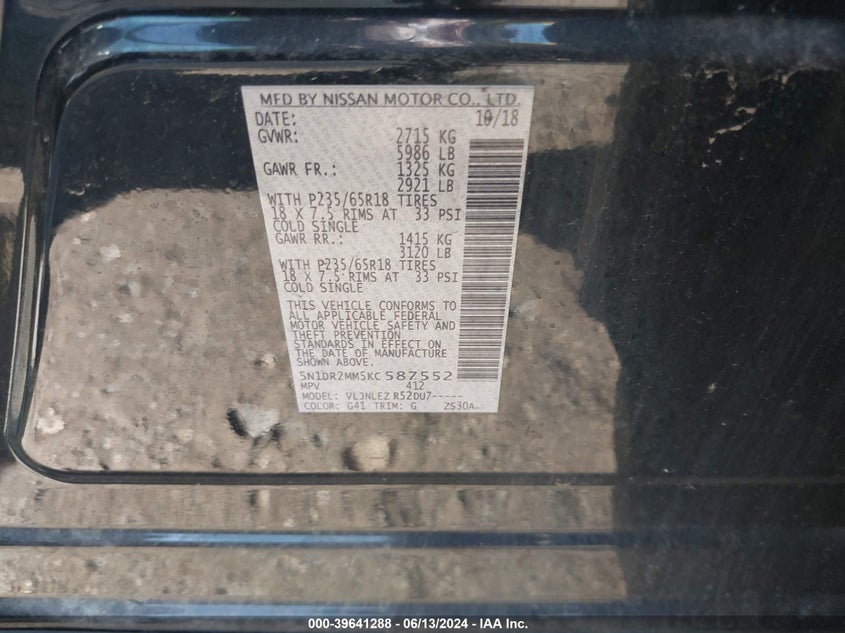 MFD BY NISSAN MOTOR CO., LTD.
DATE: 10/18
GVWR: 2715 KG
5986 LB
GAWR FR.: 1325 KG
2921 LB
WITH P235/65R18 TIRES
18 X 7.5 RIMS AT 33 PSI
COLD SINGLE
GAWR RR.: 1415 KG
3120 LB
WITH P235/65R18 TIRES
18 X 7.5 RIMS AT 33 PSI
COLD SINGLE
THIS VEHICLE CONFORMS TO
ALL APPLICABLE FEDERAL
MOTOR VEHICLE SAFETY AND
THEFT PREVENTION
STANDARDS IN EFFECT ON
THE DATE OF MANUFACTURE
SHOWN ABOVE.
5N1DR2MM5KC587552
MPV 412
MODEL: VLJNLEZ R52DU7-----
COLOR: G41 TRIM: G ZS30A
000-39641288 - 06/13/2024 - IAA Inc.